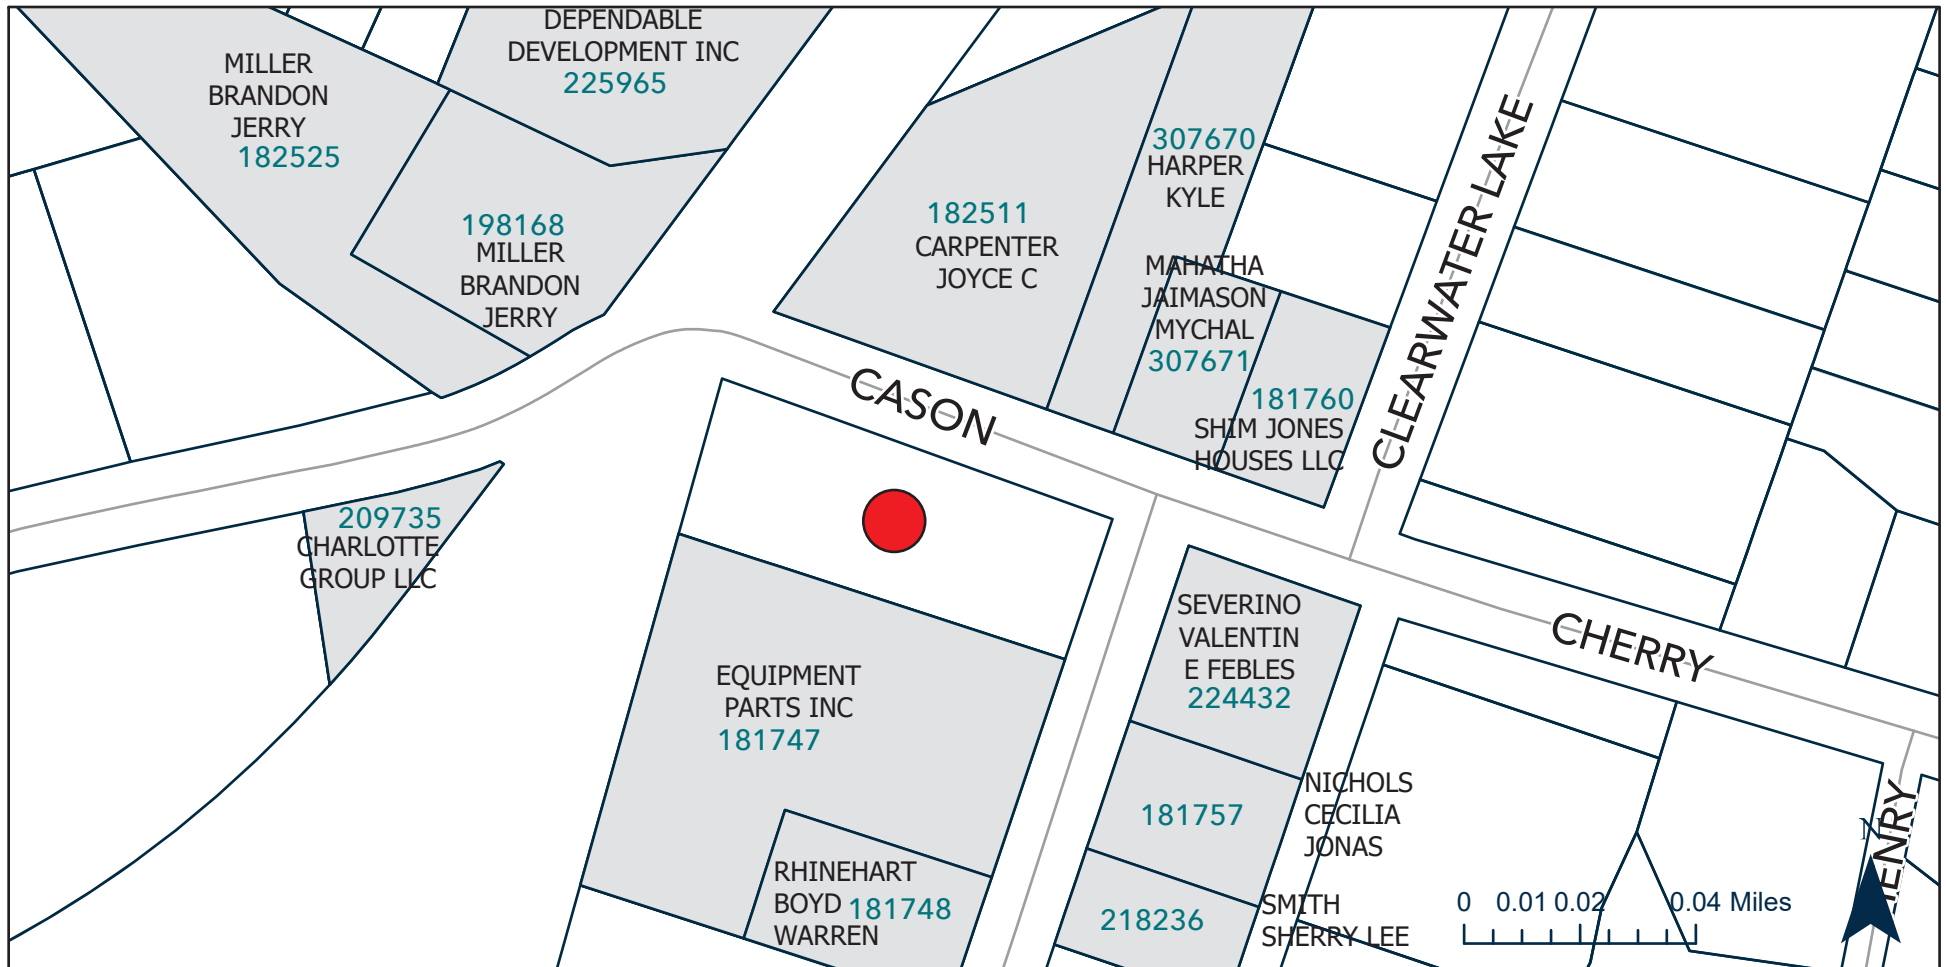 DEPENDABLE
DEVELOPMENT INC
225965
MILLER
BRANDON
JERRY
182525
198168
MILLER
BRANDON
JERRY
182511
CARPENTER
JOYCE C
307670
HARPER
KYLE
MAHATHA
JAIMASON
MYCHAL
307671
181760
SHIM JONES
HOUSES LLC
CLEARWATER LAKE
CASON
209735
CHARLOTTE
GROUP LLC
EQUIPMENT
PARTS INC
181747
SEVERINO
VALENTIN
E FEBLES
224432
CHERRY
181757
NICHOLS
CECILIA
JONAS
RHINEHART
BOYD 181748
WARREN
218236
SMITH
SHERRY LEE
0 0.01 0.02 0.04 Miles
N
HENRY